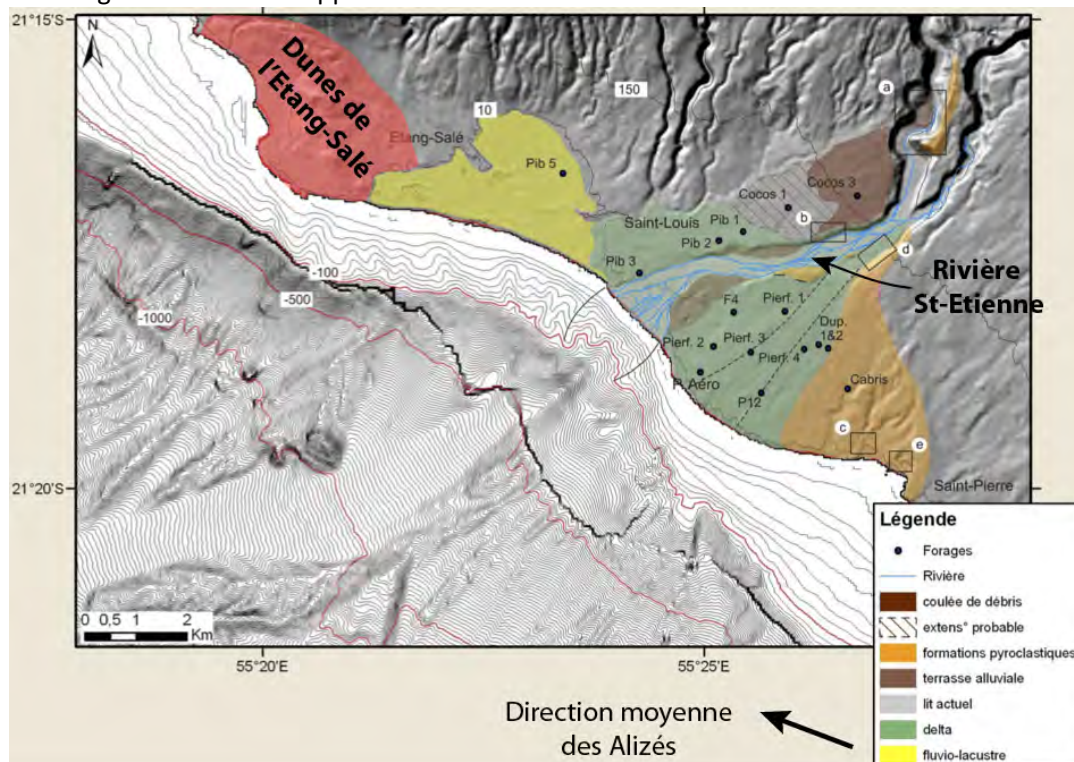 21°15'S
N
Dunes de
l'Etang-Salé
Etang-Salé
10
150
a
Pib 5
Cocos 3
Cocos 1
b
Saint-Louis
Pib 1
Pib 2
d
Pib 3
Rivière
St-Etienne
-100
-500
-1000
F4
Pierf. 1
Dup.
1&2
Pierf. 2
Pierf. 3
Pierf. 4
P. Aéro
P12
Cabris
c
e
21°20'S
Saint-Pierre
0 0,5 1 2
Km
55°20'E
55°25'E
Légende
Forages
Rivière
coulée de débris
extens° probable
formations pyroclastiques
terrasse alluviale
lit actuel
delta
fluvio-lacustre
Direction moyenne
des Alizés